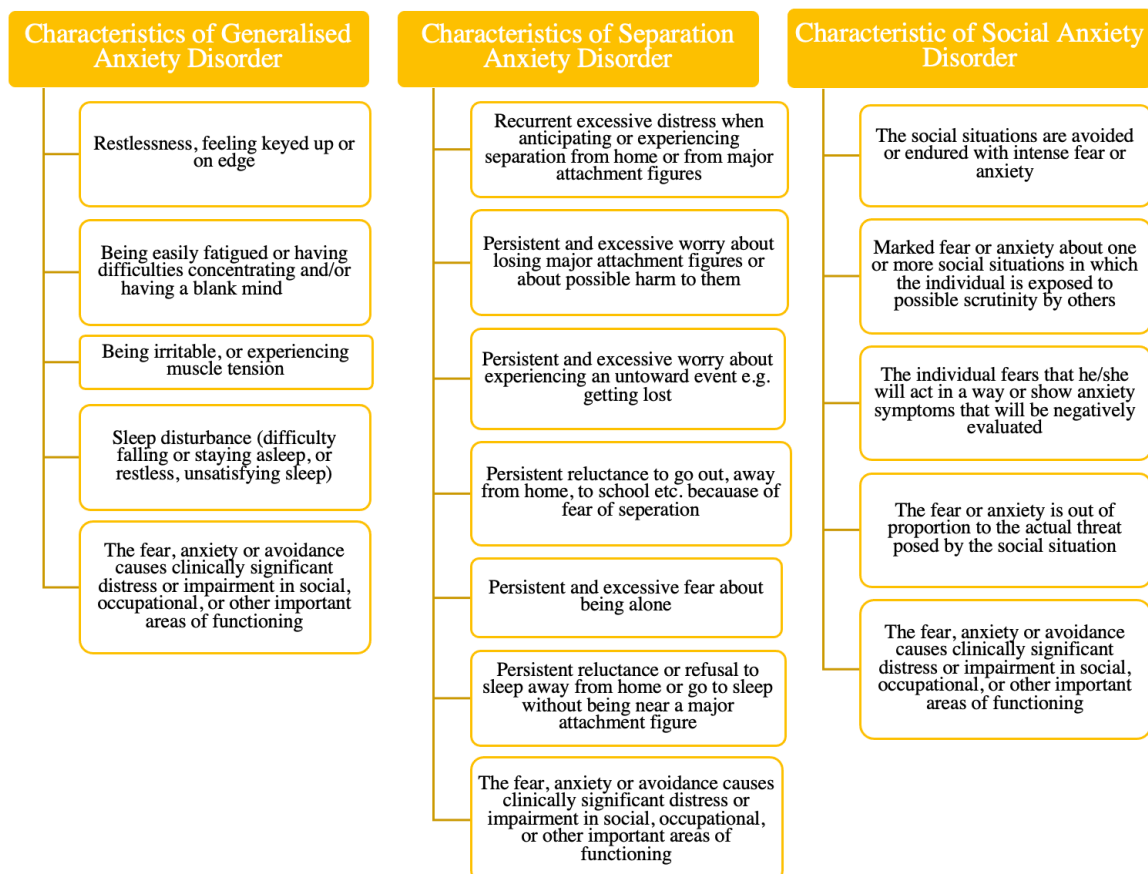 Characteristics of Generalised
Anxiety Disorder
Restlessness, feeling keyed up or
on edge
Being easily fatigued or having
difficulties concentrating and/or
having a blank mind
Being irritable, or experiencing
muscle tension
Sleep disturbance (difficulty
falling or staying asleep, or
restless, unsatisfying sleep)
The fear, anxiety or avoidance
causes clinically significant
distress or impairment in social,
occupational, or other important
areas of functioning
Characteristics of Separation
Anxiety Disorder
Recurrent excessive distress when
anticipating or experiencing
separation from home or from major
attachment figures
Persistent and excessive worry about
losing major attachment figures or
about possible harm to them
Persistent and excessive worry about
experiencing an untoward event e.g.
getting lost
Persistent reluctance to go out, away
from home, to school etc. becauase of
fear of seperation
Persistent and excessive fear about
being alone
Persistent reluctance or refusal to
sleep away from home or go to sleep
without being near a major
attachment figure
The fear, anxiety or avoidance causes
clinically significant distress or
impairment in social, occupational,
or other important areas of
functioning
Characteristic of Social Anxiety
Disorder
The social situations are avoided
or endured with intense fear or
anxiety
Marked fear or anxiety about one
or more social situations in which
the individual is exposed to
possible scrutinity by others
The individual fears that he/she
will act in a way or show anxiety
symptoms that will be negatively
evaluated
The fear or anxiety is out of
proportion to the actual threat
posed by the social situation
The fear, anxiety or avoidance
causes clinically significant
distress or impairment in social,
occupational, or other important
areas of functioning